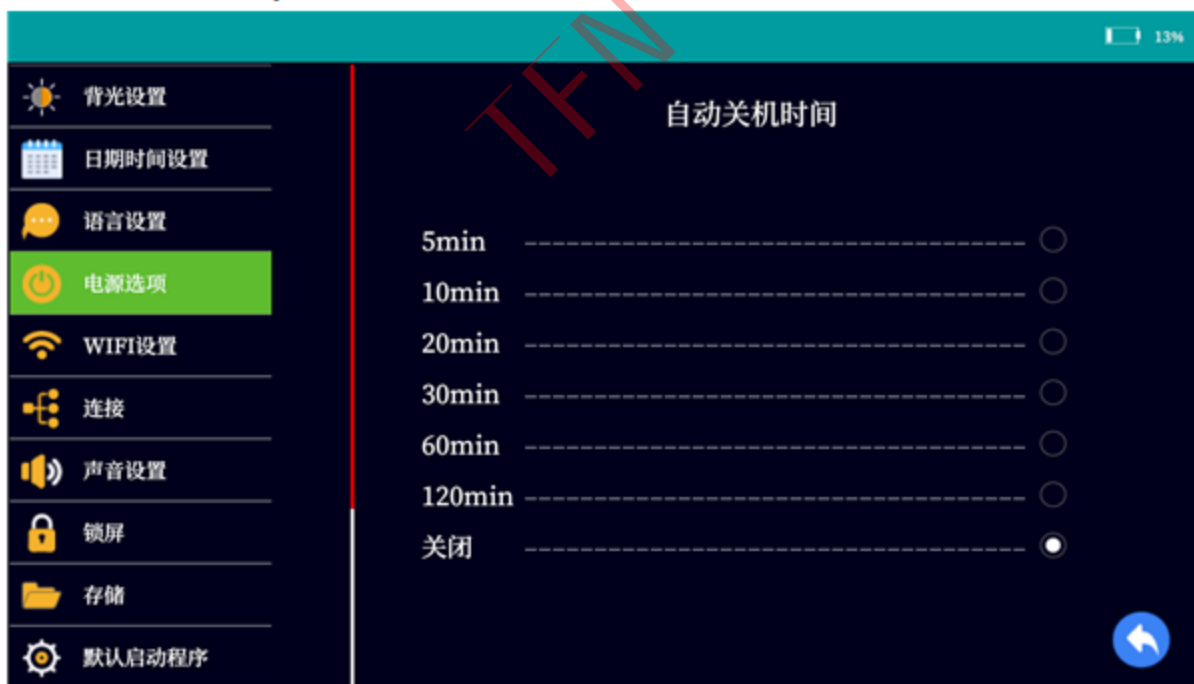 13%
背光设置
日期时间设置
语言设置
电源选项
WIFI设置
连接
声音设置
锁屏
存储
默认启动程序
自动关机时间
5min
10min
20min
30min
60min
120min
关闭
TFN